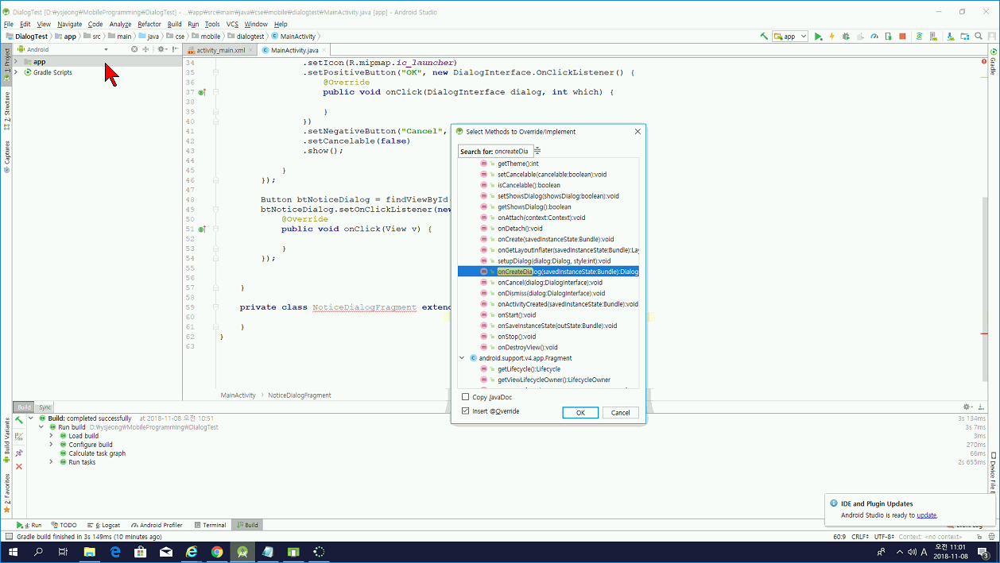 DialogTest [D:₩ysjeong₩MobileProgramming₩DialogTest] - ...₩app₩src₩main₩java₩cse₩mobile₩dialogtest₩MainActivity.java [app] - Android Studio
File Edit View Navigate Code Analyze Refactor Build Run Tools VCS Window Help
DialogTest app src main java cse mobile dialogtest MainActivity
app
Android
activity_main.xml
MainActivity.java
1: Project
7: Structure
Captures
Build Variants
2: Favorites
Gradle
app
Gradle Scripts
34 .setIcon(R.mipmap.ic_launcher)
35 .setPositiveButton("OK", new DialogInterface.OnClickListener() {
36 @Override
37 public void onClick(DialogInterface dialog, int which) {
38
39 }
40 })
41 .setNegativeButton("Cancel",
42 .setCancelable(false)
43 .show();
44
45 }
46 });
47
48 Button btNoticeDialog = findViewById
49 btNoticeDialog.setOnClickListener(new
50 @Override
51 public void onClick(View v) {
52
53 }
54 });
55
56
57 }
58
59 private class NoticeDialogFragment extend
60
61 }
62 }
63
MainActivity NoticeDialogFragment
Select Methods to Override/Implement
Search for: oncreateDia
getTheme():int
setCancelable(cancelable:boolean):void
isCancelable():boolean
setShowsDialog(showsDialog:boolean):void
getShowsDialog():boolean
onAttach(context:Context):void
onDetach():void
onCreate(savedInstanceState:Bundle):void
onGetLayoutInflater(savedInstanceState:Bundle):Lay
setupDialog(dialog:Dialog, style:int):void
onCreateDialog(savedInstanceState:Bundle):Dialog
onCancel(dialog:DialogInterface):void
onDismiss(dialog:DialogInterface):void
onActivityCreated(savedInstanceState:Bundle):void
onStart():void
onSaveInstanceState(outState:Bundle):void
onStop():void
onDestroyView():void
android.support.v4.app.Fragment
getLifecycle():Lifecycle
getViewLifecycleOwner():LifecycleOwner
Copy JavaDoc
Insert @Override
OK Cancel
Build Sync
Build: completed successfully at 2018-11-08 오전 10:51 3s 134ms
Run build D:₩ysjeong₩MobileProgramming₩DialogTest 3s 7ms
Load build 3ms
Configure build 270ms
Calculate task graph 66ms
Run tasks 2s 655ms
Device File E
IDE and Plugin Updates
Android Studio is ready to update.
4: Run TODO 6: Logcat Android Profiler Terminal Build Event Log
Gradle build finished in 3s 149ms (10 minutes ago) 60:9 CRLF÷ UTF-8÷ Context: <no context>
A
오전 11:01
2018-11-08
3